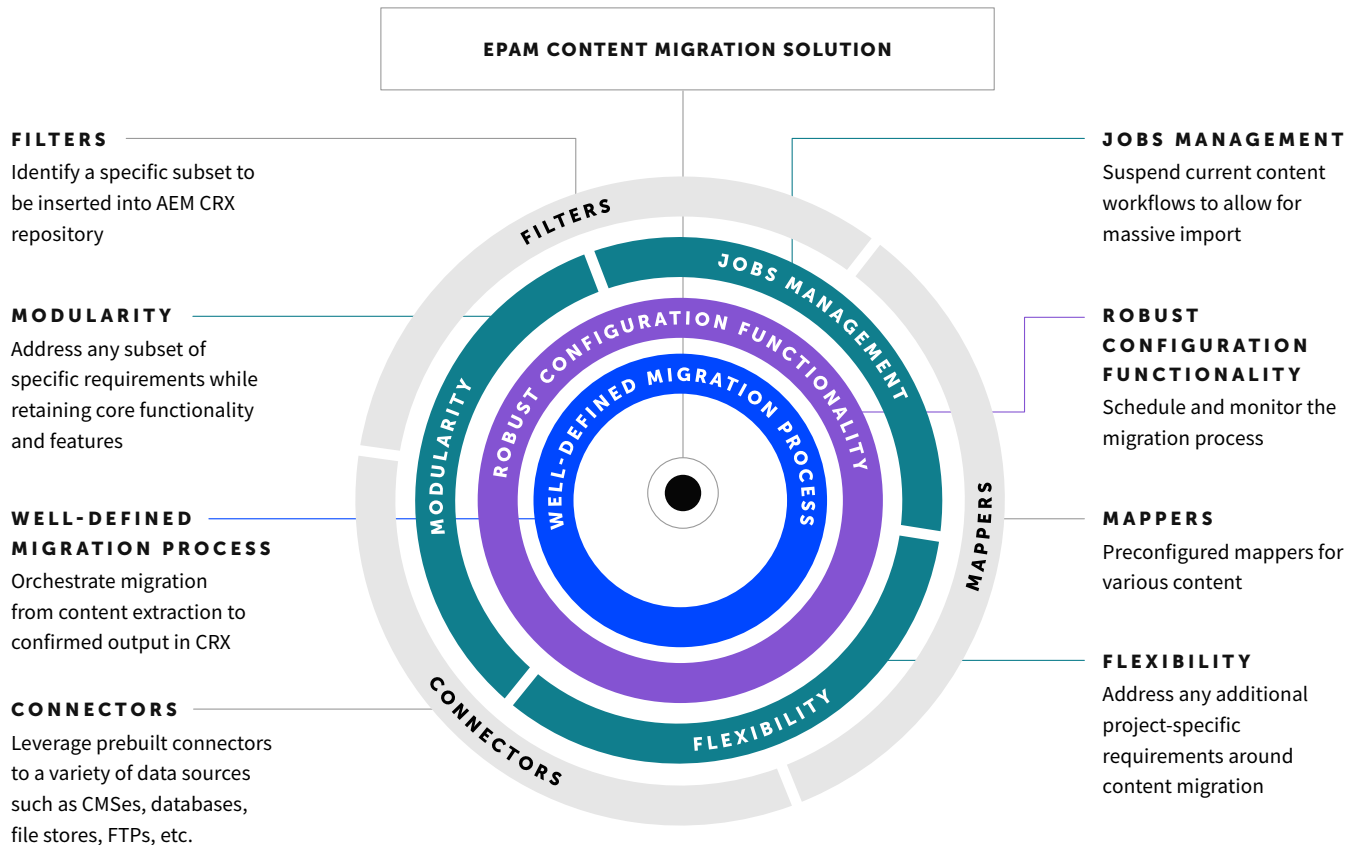 EPAM CONTENT MIGRATION SOLUTION
FILTERS
Identify a specific subset to
be inserted into AEM CRX
repository
MODULARITY
Address any subset of
specific requirements while
retaining core functionality
and features
WELL-DEFINED
MIGRATION PROCESS
Orchestrate migration
from content extraction to
confirmed output in CRX
CONNECTORS
Leverage prebuilt connectors
to a variety of data sources
such as CMSes, databases,
file stores, FTPs, etc.
FILTERS
JOBS MANAGEMENT
ROBUST CONFIGURATION FUNCTIONALITY
WELL-DEFINED MIGRATION PROCESS
MODULARITY
MAPPERS
FLEXIBILITY
CONNECTORS
JOBS MANAGEMENT
Suspend current content
workflows to allow for
massive import
ROBUST
CONFIGURATION
FUNCTIONALITY
Schedule and monitor the
migration process
MAPPERS
Preconfigured mappers for
various content
FLEXIBILITY
Address any additional
project-specific
requirements around
content migration